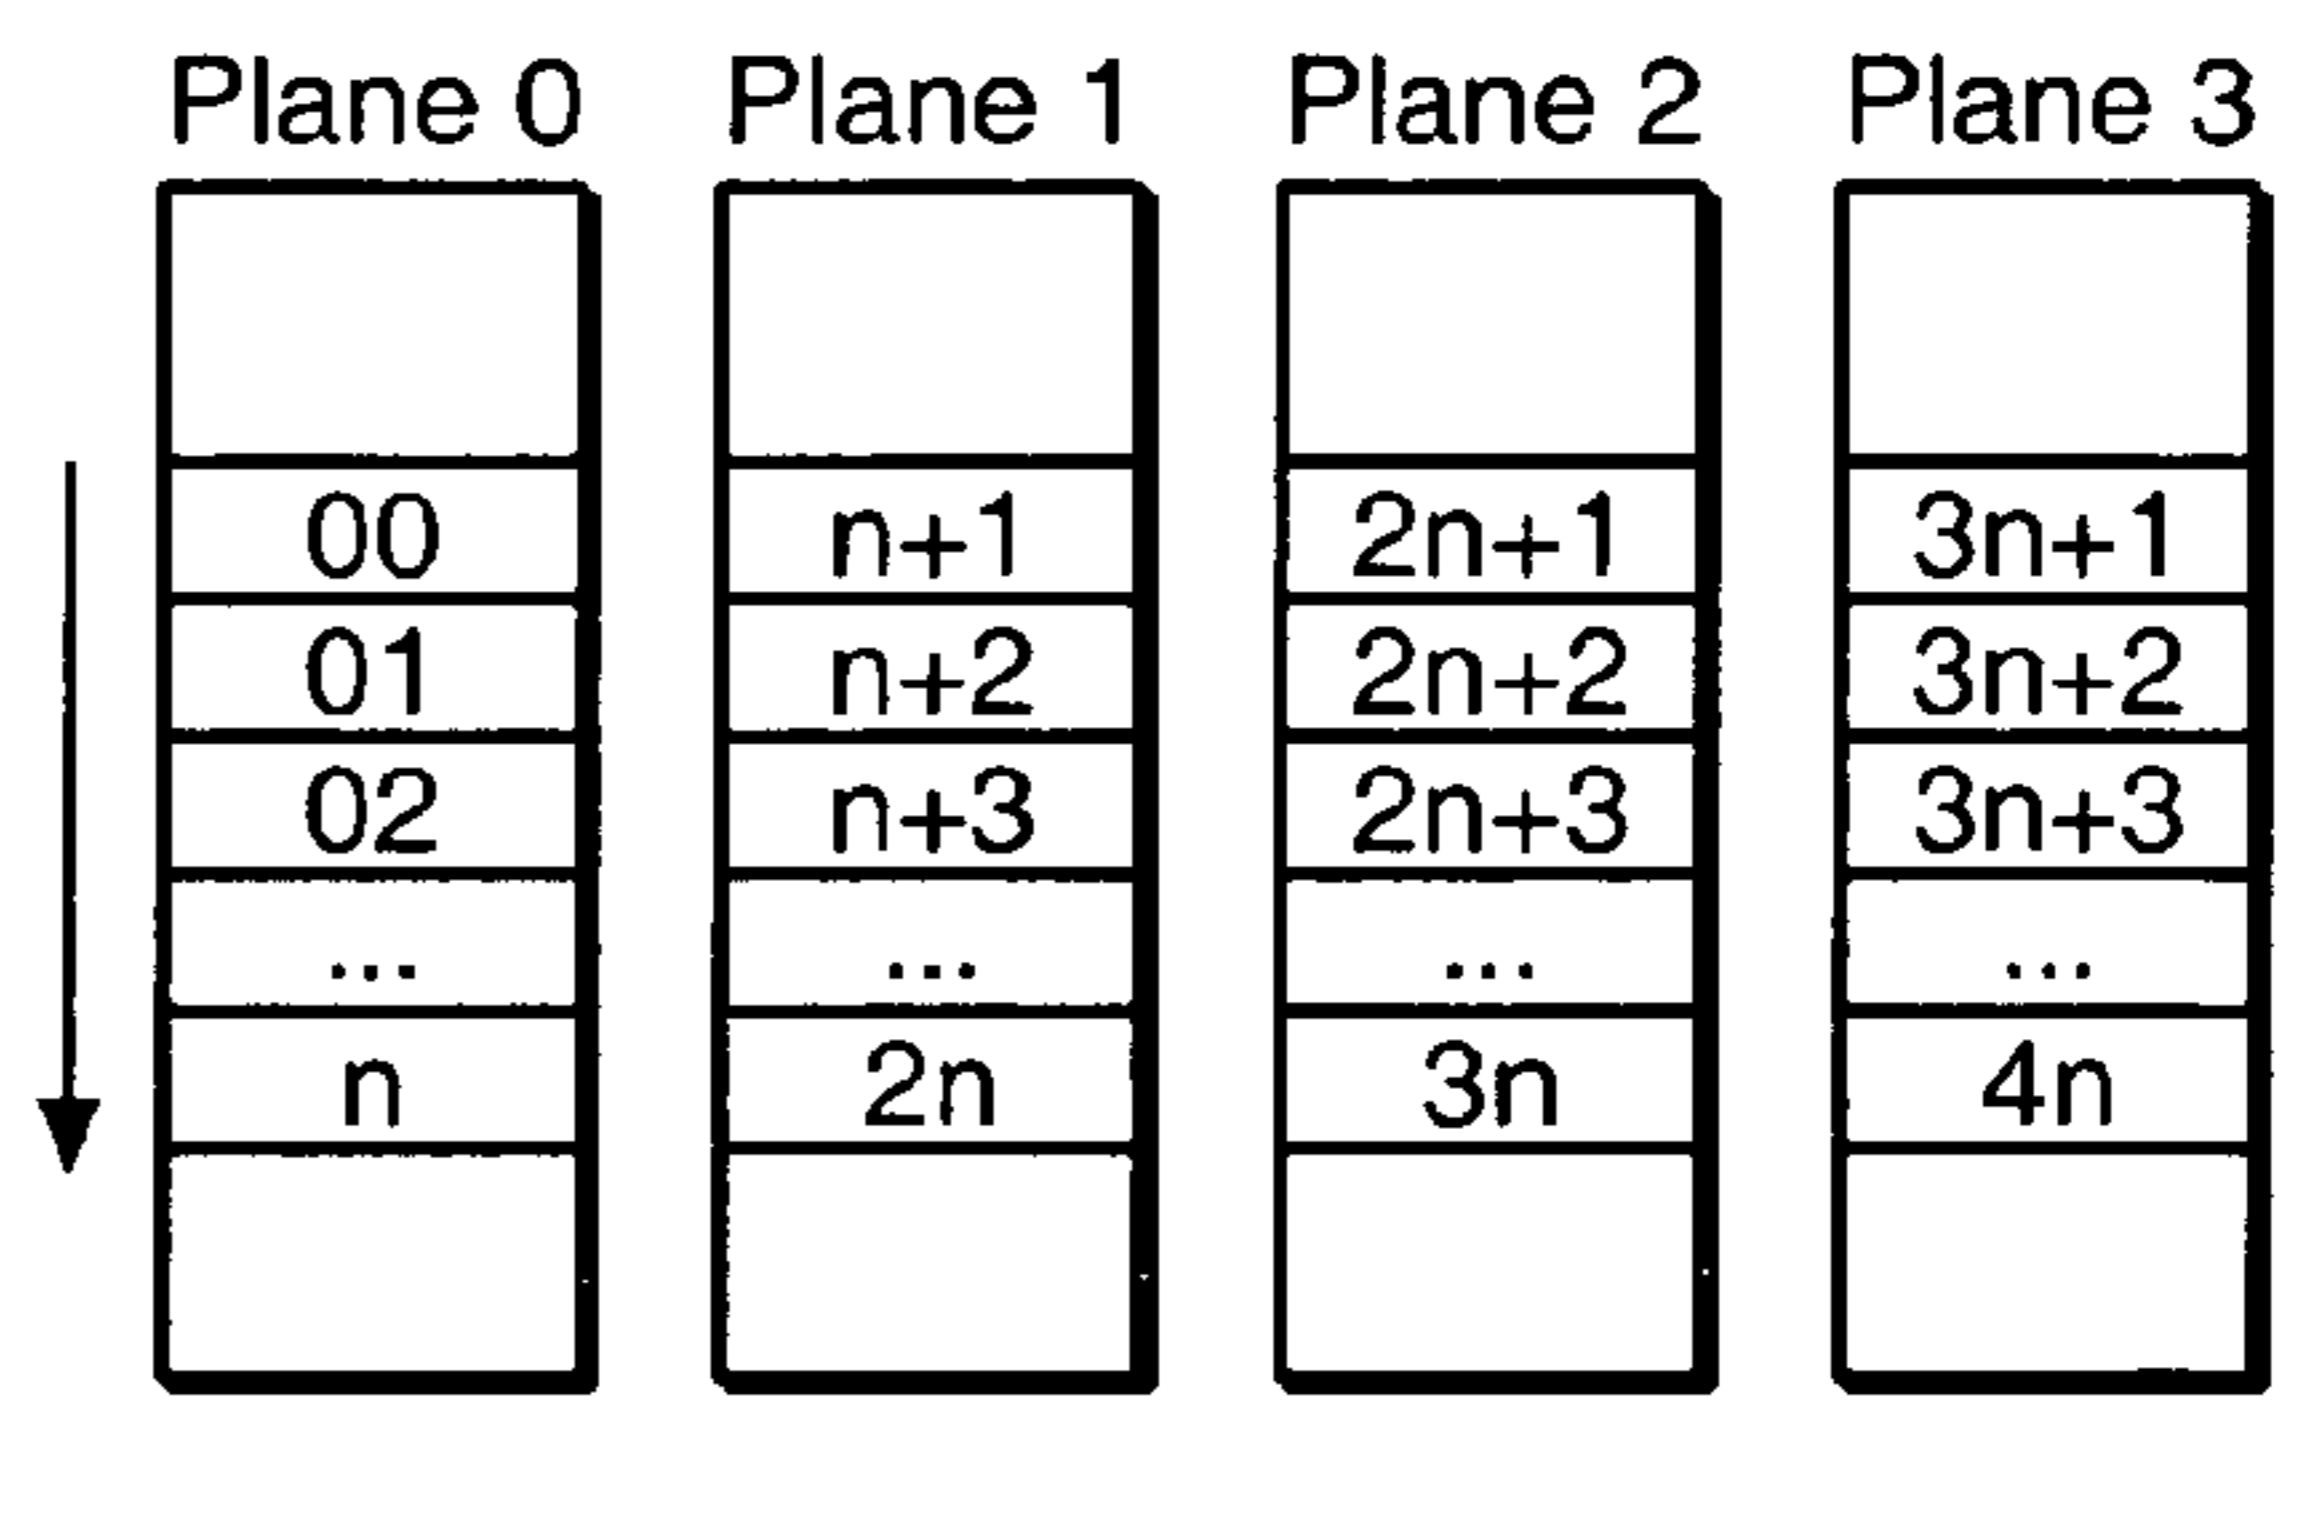 Plane 0 Plane 1 Plane 2 Plane 3
00 n+1 2n+1 3n+1
01 n+2 2n+2 3n+2
02 n+3 2n+3 3n+3
... ... ... ...
n 2n 3n 4n